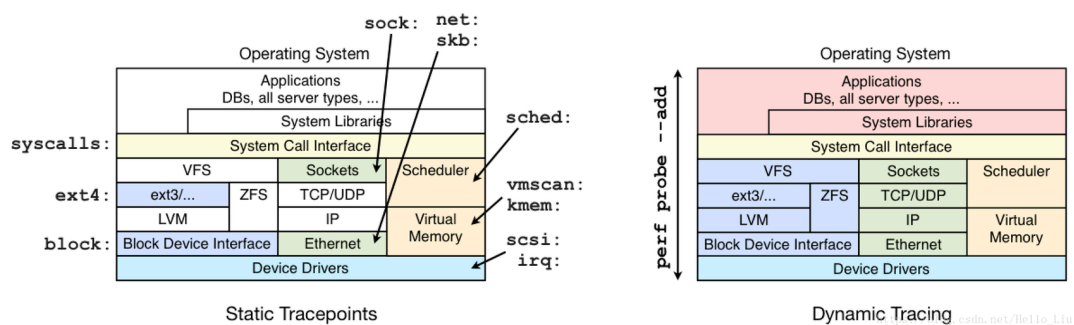 sock:
net:
skb:
Operating System
Applications
DBs, all server types, ...
System Libraries
syscalls:
System Call Interface
sched:
VFS
Sockets
Scheduler
ext4:
ext3/...
ZFS
TCP/UDP
vmscan:
kmem:
LVM
IP
Virtual
Memory
block:
Block Device Interface
Ethernet
scsi:
irq:
Device Drivers
Static Tracepoints
Operating System
perf probe --add
Applications
DBs, all server types, ...
System Libraries
System Call Interface
VFS
Sockets
Scheduler
ext3/...
ZFS
TCP/UDP
LVM
IP
Virtual
Memory
Block Device Interface
Ethernet
Device Drivers
Dynamic Tracing
csdn.net/Hello_Liu